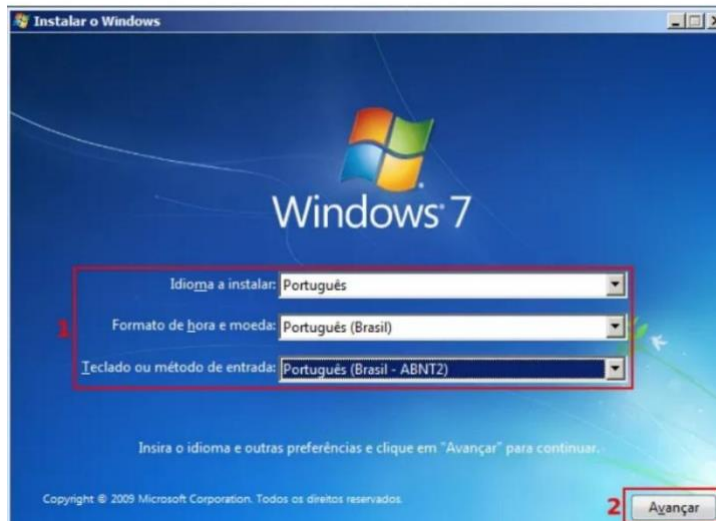 Instalar o Windows
Windows 7
Idioma a instalar: Português
1
Formato de hora e moeda: Português (Brasil)
Teclado ou método de entrada: Português (Brasil - ABNT2)
Insira o idioma e outras preferências e clique em "Avançar" para continuar.
Copyright © 2009 Microsoft Corporation. Todos os direitos reservados.
2 Avançar